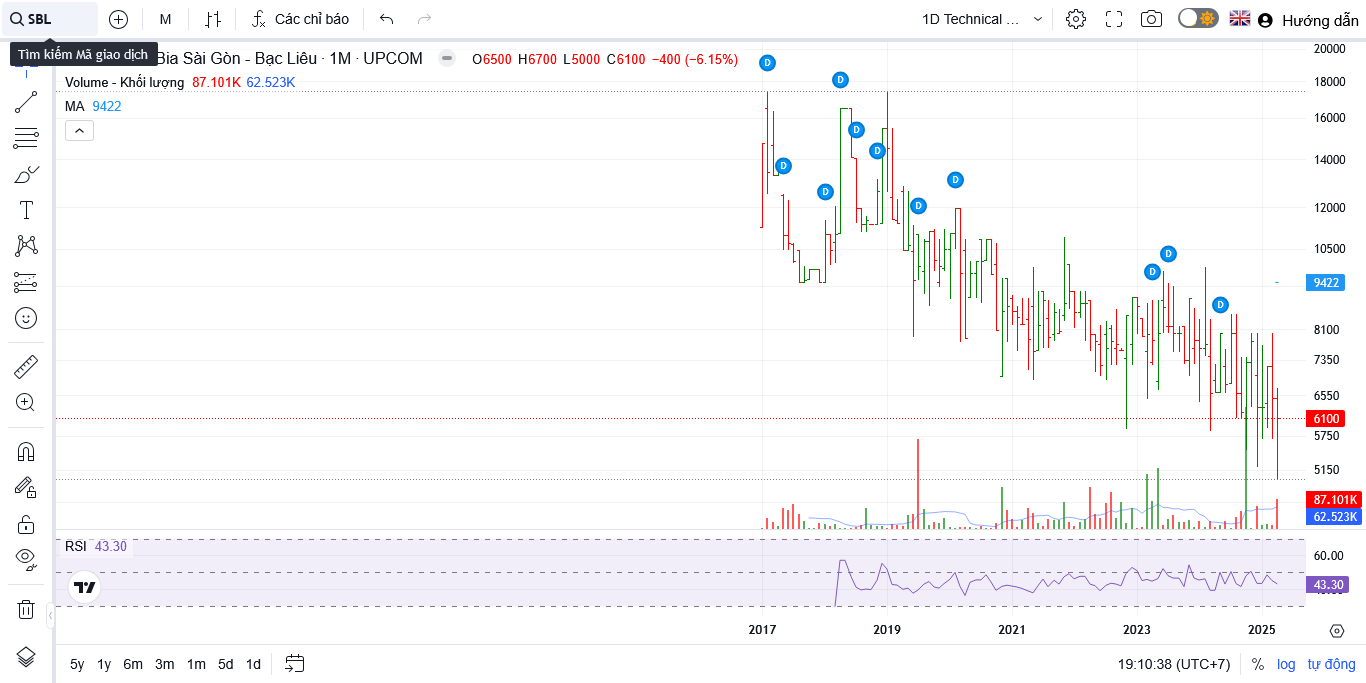 SBL
M
Các chỉ báo
1D Technical ...
Hướng dẫn
Tìm kiếm Mã giao dịch
Bia Sài Gòn - Bạc Liêu · 1M · UPCOM
O6500 H6700 L5000 C6100 −400 (−6.15%)
Volume - Khối lượng 87.101K 62.523K
MA 9422
D
D
D
D
D
D
D
D
D
D
D
20000
18000
16000
14000
12000
10500
9422
8100
7350
6550
6100
5750
5150
87.101K
62.523K
RSI 43.30
60.00
43.30
2017 2019 2021 2023 2025
5y 1y 6m 3m 1m 5d 1d
19:10:38 (UTC+7) % log tự động